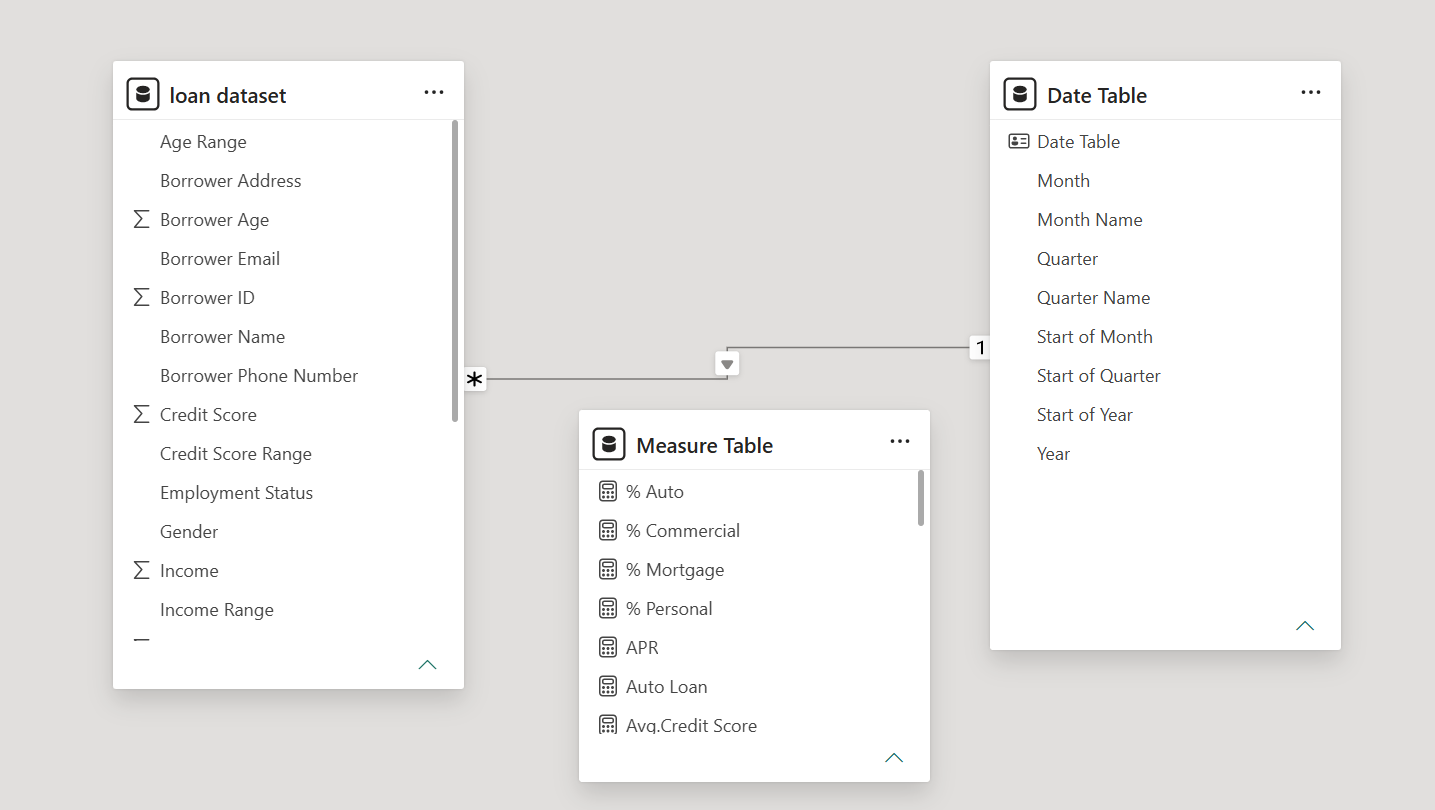 loan dataset
Age Range
Borrower Address
Borrower Age
Borrower Email
Borrower ID
Borrower Name
Borrower Phone Number
Credit Score
Credit Score Range
Employment Status
Gender
Income
Income Range
*
1
Measure Table
% Auto
% Commercial
% Mortgage
% Personal
APR
Auto Loan
Avg.Credit Score
Date Table
Date Table
Month
Month Name
Quarter
Quarter Name
Start of Month
Start of Quarter
Start of Year
Year